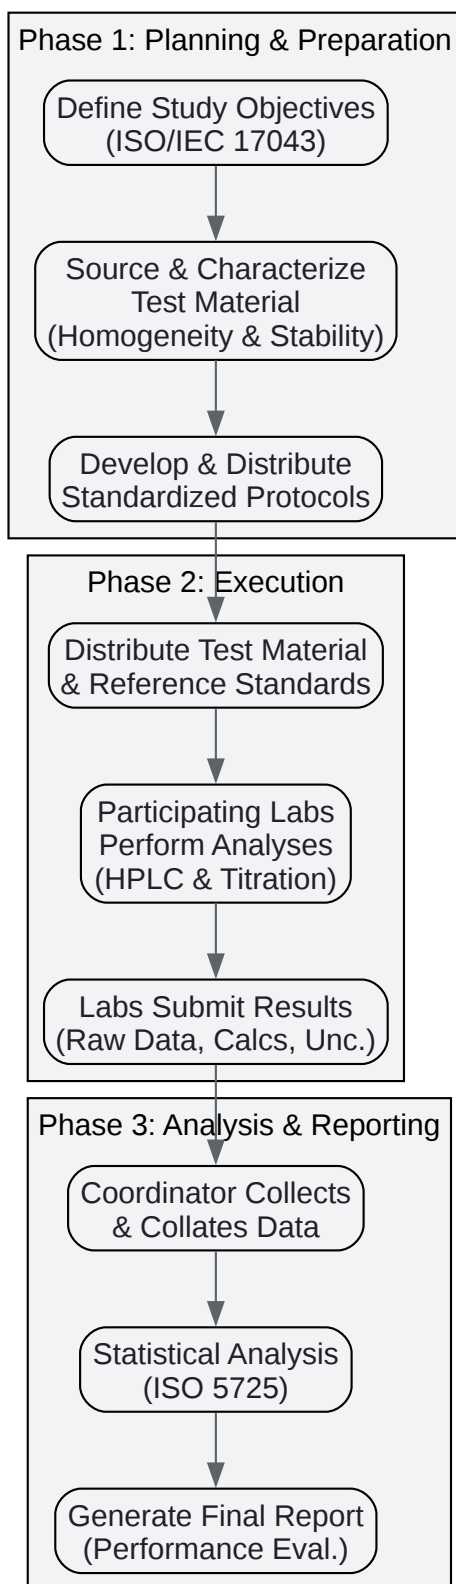 Phase 1: Planning & Preparation
Define Study Objectives
(ISO/IEC 17043)
Source & Characterize
Test Material
(Homogeneity & Stability)
Develop & Distribute
Standardized Protocols
Phase 2: Execution
Distribute Test Material
& Reference Standards
Participating Labs
Perform Analyses
(HPLC & Titration)
Labs Submit Results
(Raw Data, Calcs, Unc.)
Phase 3: Analysis & Reporting
Coordinator Collects
& Collates Data
Statistical Analysis
(ISO 5725)
Generate Final Report
(Performance Eval.)